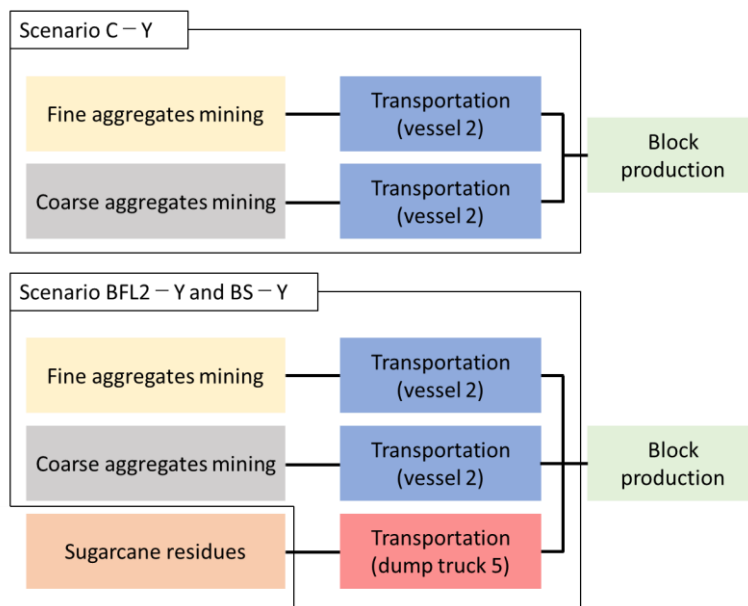 Scenario C－Y
Fine aggregates mining
Transportation
(vessel 2)
Coarse aggregates mining
Transportation
(vessel 2)
Block
production
Scenario BFL2－Y and BS－Y
Fine aggregates mining
Transportation
(vessel 2)
Coarse aggregates mining
Transportation
(vessel 2)
Block
production
Sugarcane residues
Transportation
(dump truck 5)